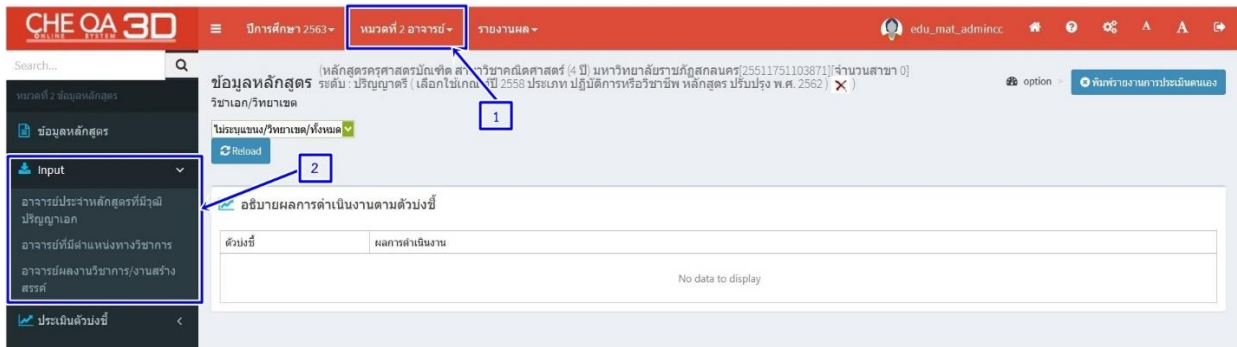 CHE QA 3D
ONLINE SYSTEM
ปีการศึกษา 2563
หมวดที่ 2 อาจารย์
รายงานผล
edu_mat_admincc
A
A
Search...
หมวดที่ 2 ข้อมูลหลักสูตร
ข้อมูลหลักสูตร
Input
อาจารย์ประจำหลักสูตรที่มีวุฒิ
ปริญญาเอก
อาจารย์ที่มีตำแหน่งทางวิชาการ
อาจารย์ผลงานวิชาการ/งานสร้าง
สรรค์
ประเมินตัวบ่งชี้
(หลักสูตรครุศาสตรบัณฑิต สาขาวิชาคณิตศาสตร์ (4 ปี) มหาวิทยาลัยราชภัฏสกลนคร[25511751103871][จำนวนสาขา 0]
ข้อมูลหลักสูตร ระดับ : ปริญญาตรี ( เลือกใช้เกณฑ์ปี 2558 ประเภท ปฏิบัติการหรือวิชาชีพ หลักสูตร ปรับปรุง พ.ศ. 2562 )
วิชาเอก/วิทยาเขต
option
พิมพ์รายงานการประเมินตนเอง
ไม่ระบุแขนง/วิทยาเขต/ทั้งหมด
Reload
1
2
อธิบายผลการดำเนินงานตามตัวบ่งชี้
ตัวบ่งชี้ ผลการดำเนินงาน
No data to display